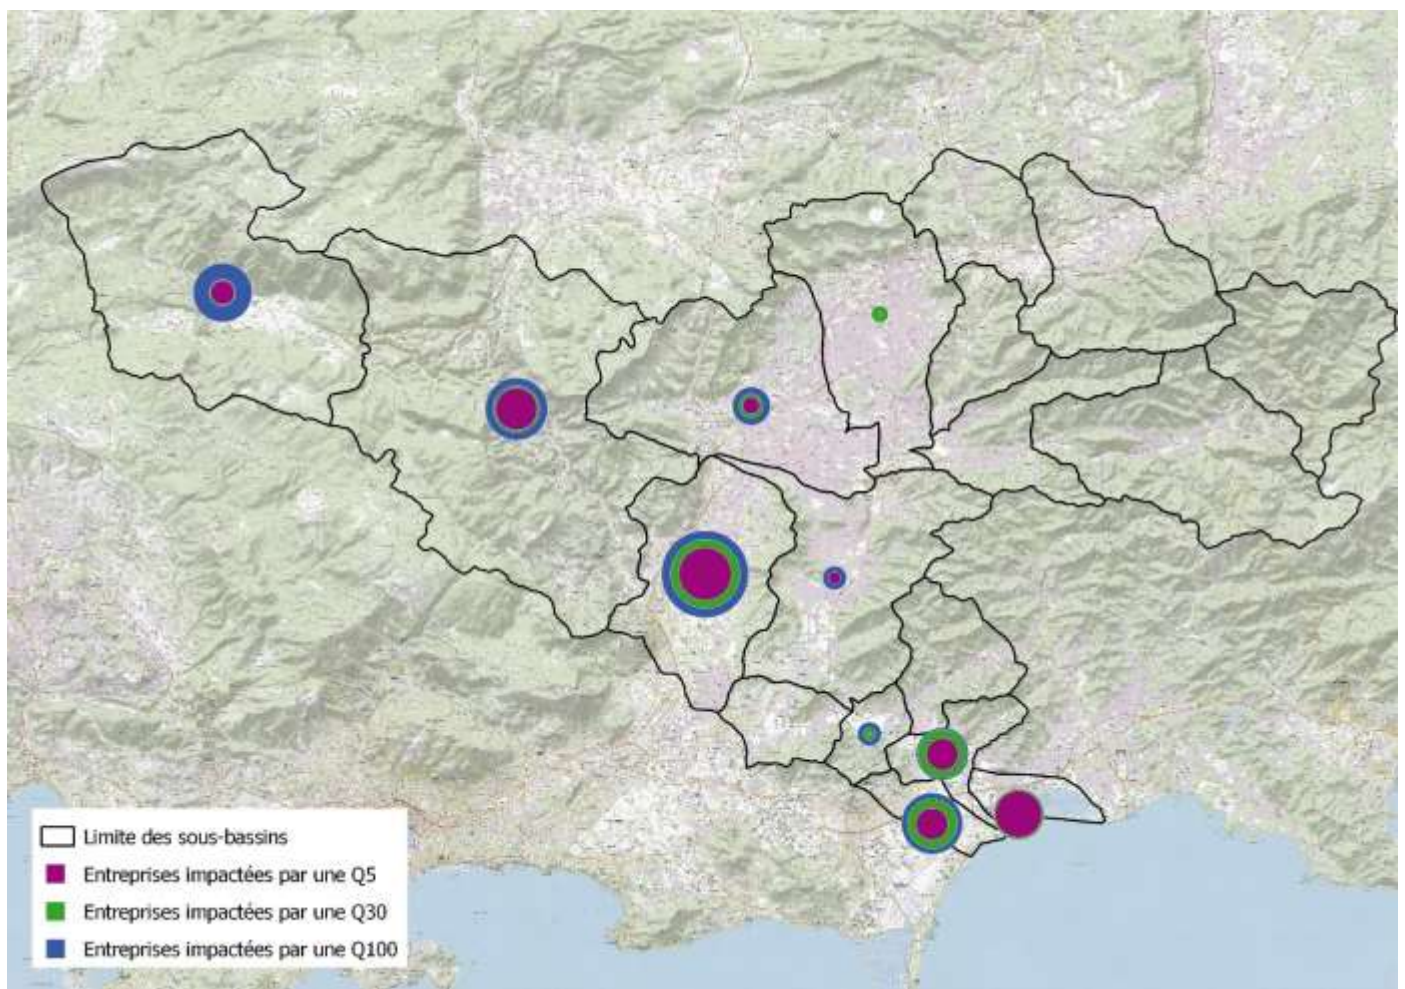 Limite des sous-bassins
Entreprises impactées par une Q5
Entreprises impactées par une Q30
Entreprises impactées par une Q100